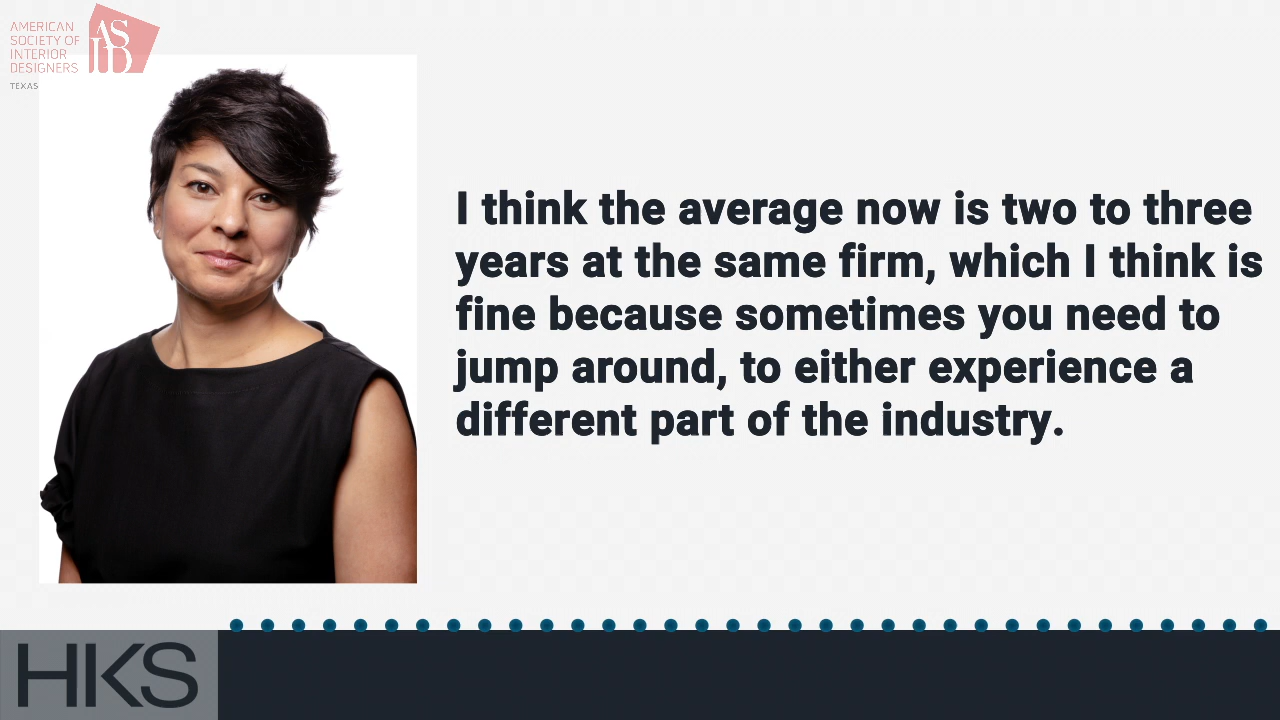 AMERICAN
SOCIETY OF
INTERIOR
DESIGNERS
ASID
TEXAS
I think the average now is two to three
years at the same firm, which I think is
fine because sometimes you need to
jump around, to either experience a
different part of the industry.
HKS